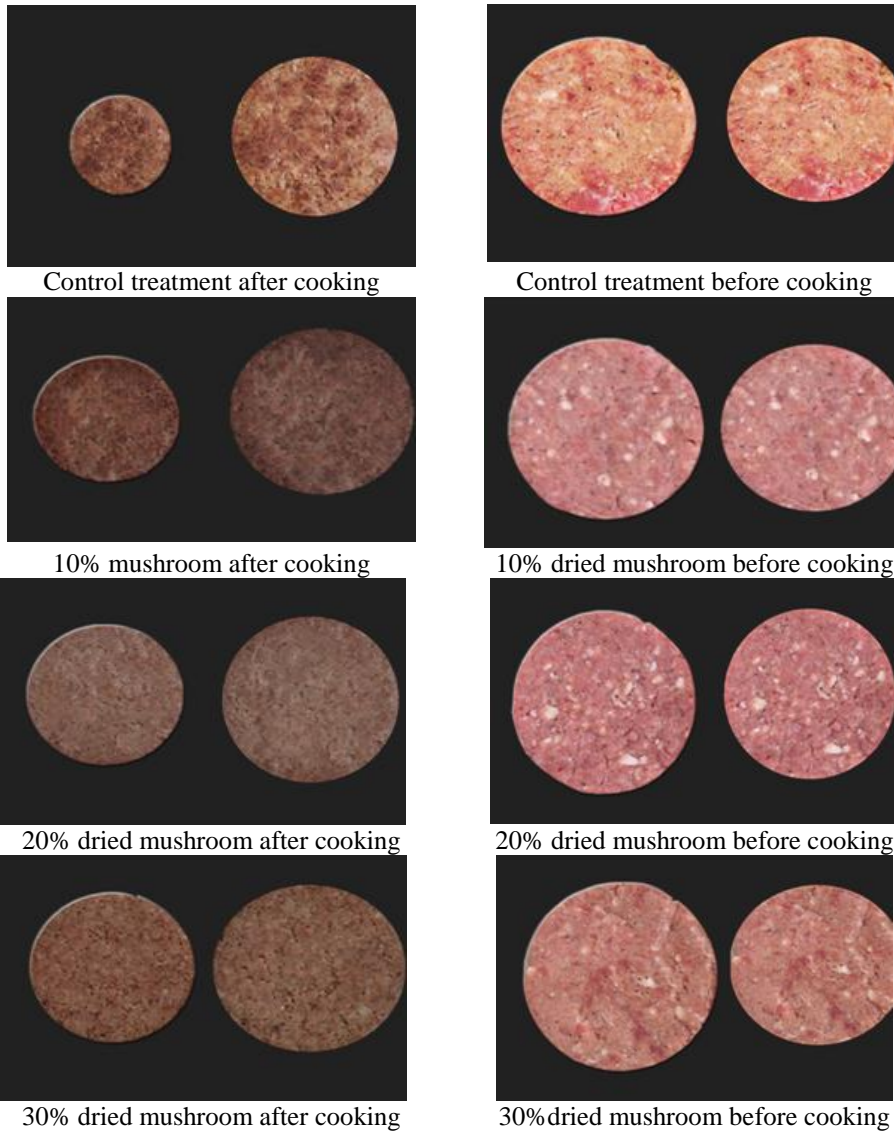 Control treatment after cooking
Control treatment before cooking
10% mushroom after cooking
10% dried mushroom before cooking
20% dried mushroom after cooking
20% dried mushroom before cooking
30% dried mushroom after cooking
30%dried mushroom before cooking